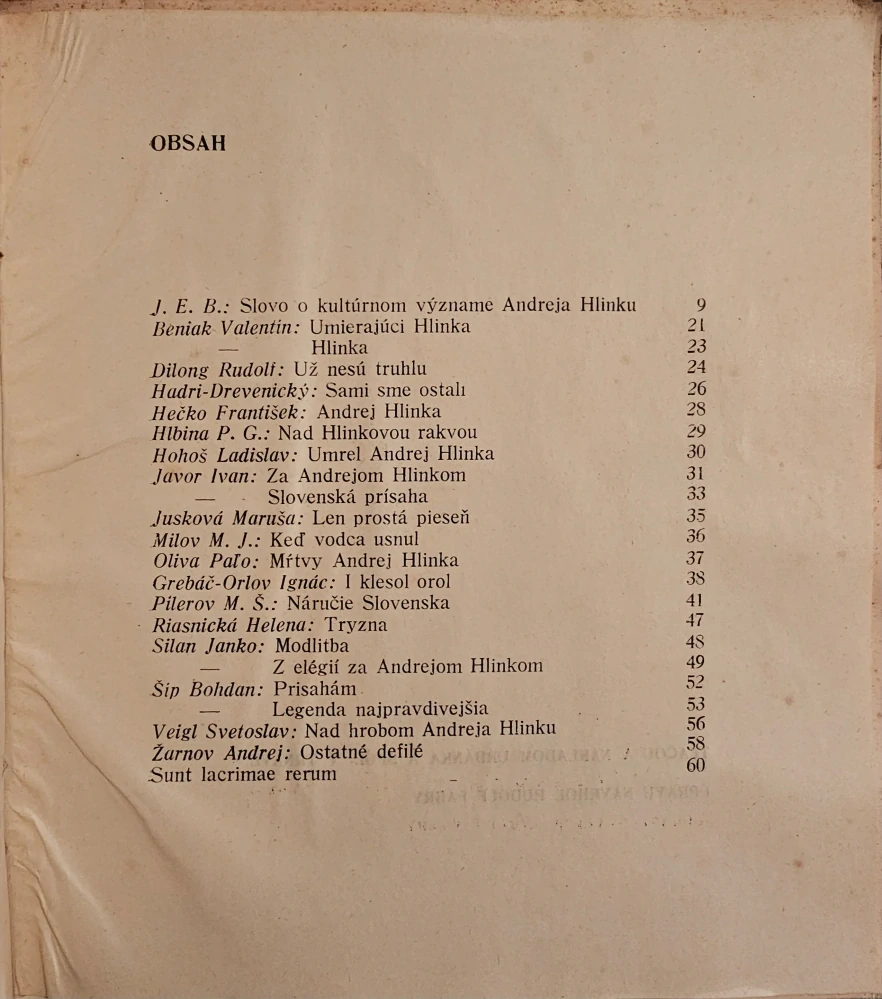 OBSAH
J. E. B.: Slovo o kultúrnom význame Andreja Hlinku 9
Beniak Valentín: Umierajúci Hlinka 21
— Hlinka 23
Dilong Rudolf: Už nesú truhlu 24
Hadri-Drevenický: Sami sme ostali 26
Hečko František: Andrej Hlinka 28
Hlbina P. G.: Nad Hlinkovou rakvou 29
Hohoš Ladislav: Umrel Andrej Hlinka 30
Javor Ivan: Za Andrejom Hlinkom 31
— Slovenská prísaha 33
Jusková Maruša: Len prostá pieseň 35
Milov M. J.: Keď vodca usnul 36
Oliva Paľo: Mŕtvy Andrej Hlinka 37
Grebáč-Orlov Ignác: I klesol orol 38
Pilerov M. Š.: Náručie Slovenska 41
Riasnická Helena: Tryzna 47
Silan Janko: Modlitba 48
— Z elégií za Andrejom Hlinkom 49
Šip Bohdan: Prisahám 52
— Legenda najpravdivejšia 53
Veigl Svetoslav: Nad hrobom Andreja Hlinku 56
Žarnov Andrej: Ostatné defilé 58
Sunt lacrimae rerum 60